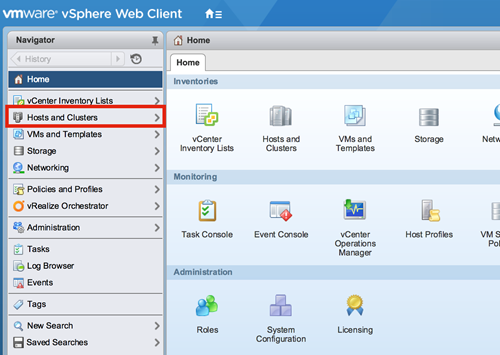 vmware® vSphere Web Client
Navigator
History
Home
vCenter Inventory Lists
Hosts and Clusters
VMs and Templates
Storage
Networking
Policies and Profiles
vRealize Orchestrator
Administration
Tasks
Log Browser
Events
Tags
New Search
Saved Searches
Home
Home
Inventories
vCenter
Inventory Lists
Hosts and
Clusters
VMs and
Templates
Storage
Monitoring
Task Console
Event Console
vCenter
Operations
Manager
Host Profiles
VM S
Administration
Roles
System
Configuration
Licensing